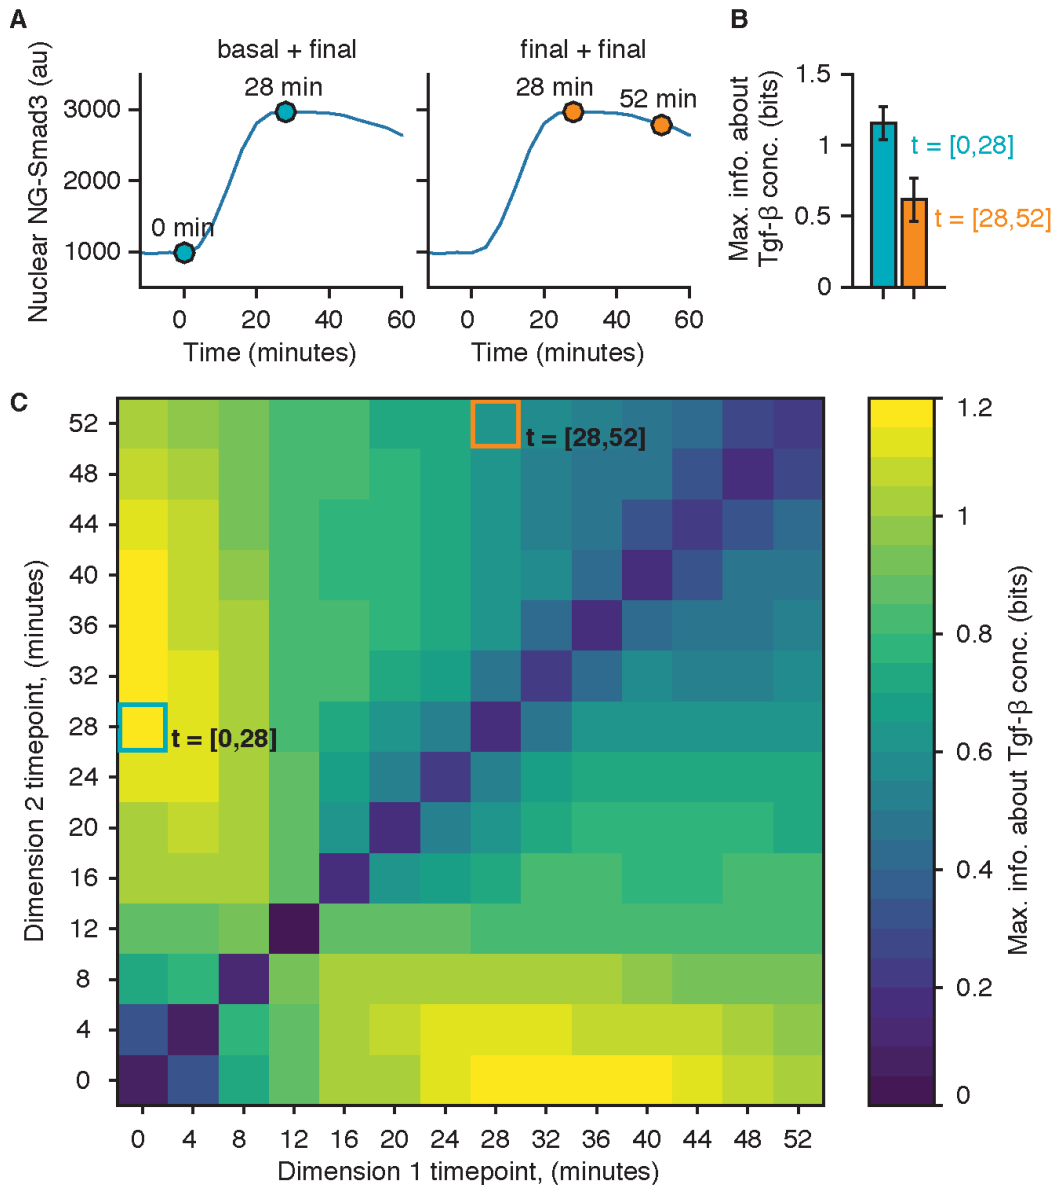 A
basal + final
final + final
B
Nuclear NG-Smad3 (au)
3000
2000
1000
0 min
28 min
28 min
52 min
0 20 40 60
0 20 40 60
Time (minutes)
Time (minutes)
Max. info. about
Tgf-β conc. (bits)
1.5
1
0.5
0
t = [0,28]
t = [28,52]
C
Dimension 2 timepoint, (minutes)
52
48
44
40
36
32
28
24
20
16
12
8
4
0
t = [28,52]
t = [0,28]
0 4 8 12 16 20 24 28 32 36 40 44 48 52
Dimension 1 timepoint, (minutes)
1.2
1
0.8
0.6
0.4
0.2
0
Max. info. about Tgf-β conc. (bits)